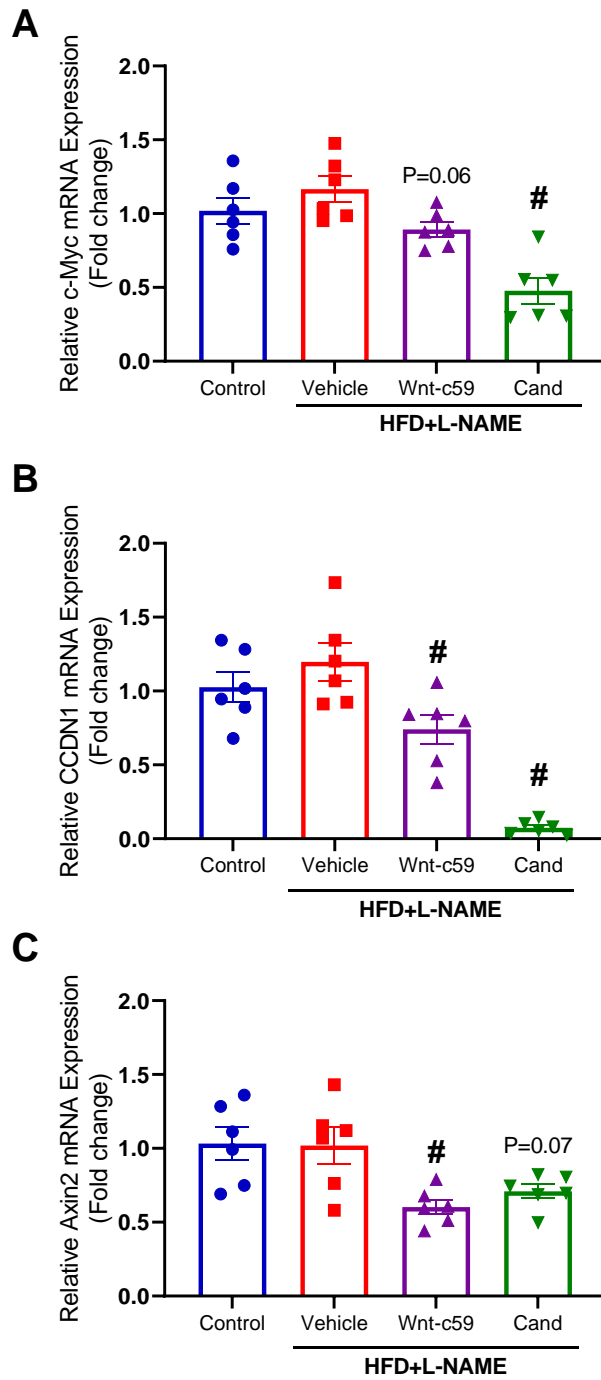 A
Relative c-Myc mRNA Expression
(Fold change)
2.0
1.5
1.0
0.5
0.0
P=0.06
#
Control
Vehicle
Wnt-c59
Cand
HFD+L-NAME
B
Relative CCDN1 mRNA Expression
(Fold change)
2.0
1.5
1.0
0.5
0.0
#
#
Control
Vehicle
Wnt-c59
Cand
HFD+L-NAME
C
Relative Axin2 mRNA Expression
(Fold change)
2.0
1.5
1.0
0.5
0.0
#
P=0.07
Control
Vehicle
Wnt-c59
Cand
HFD+L-NAME